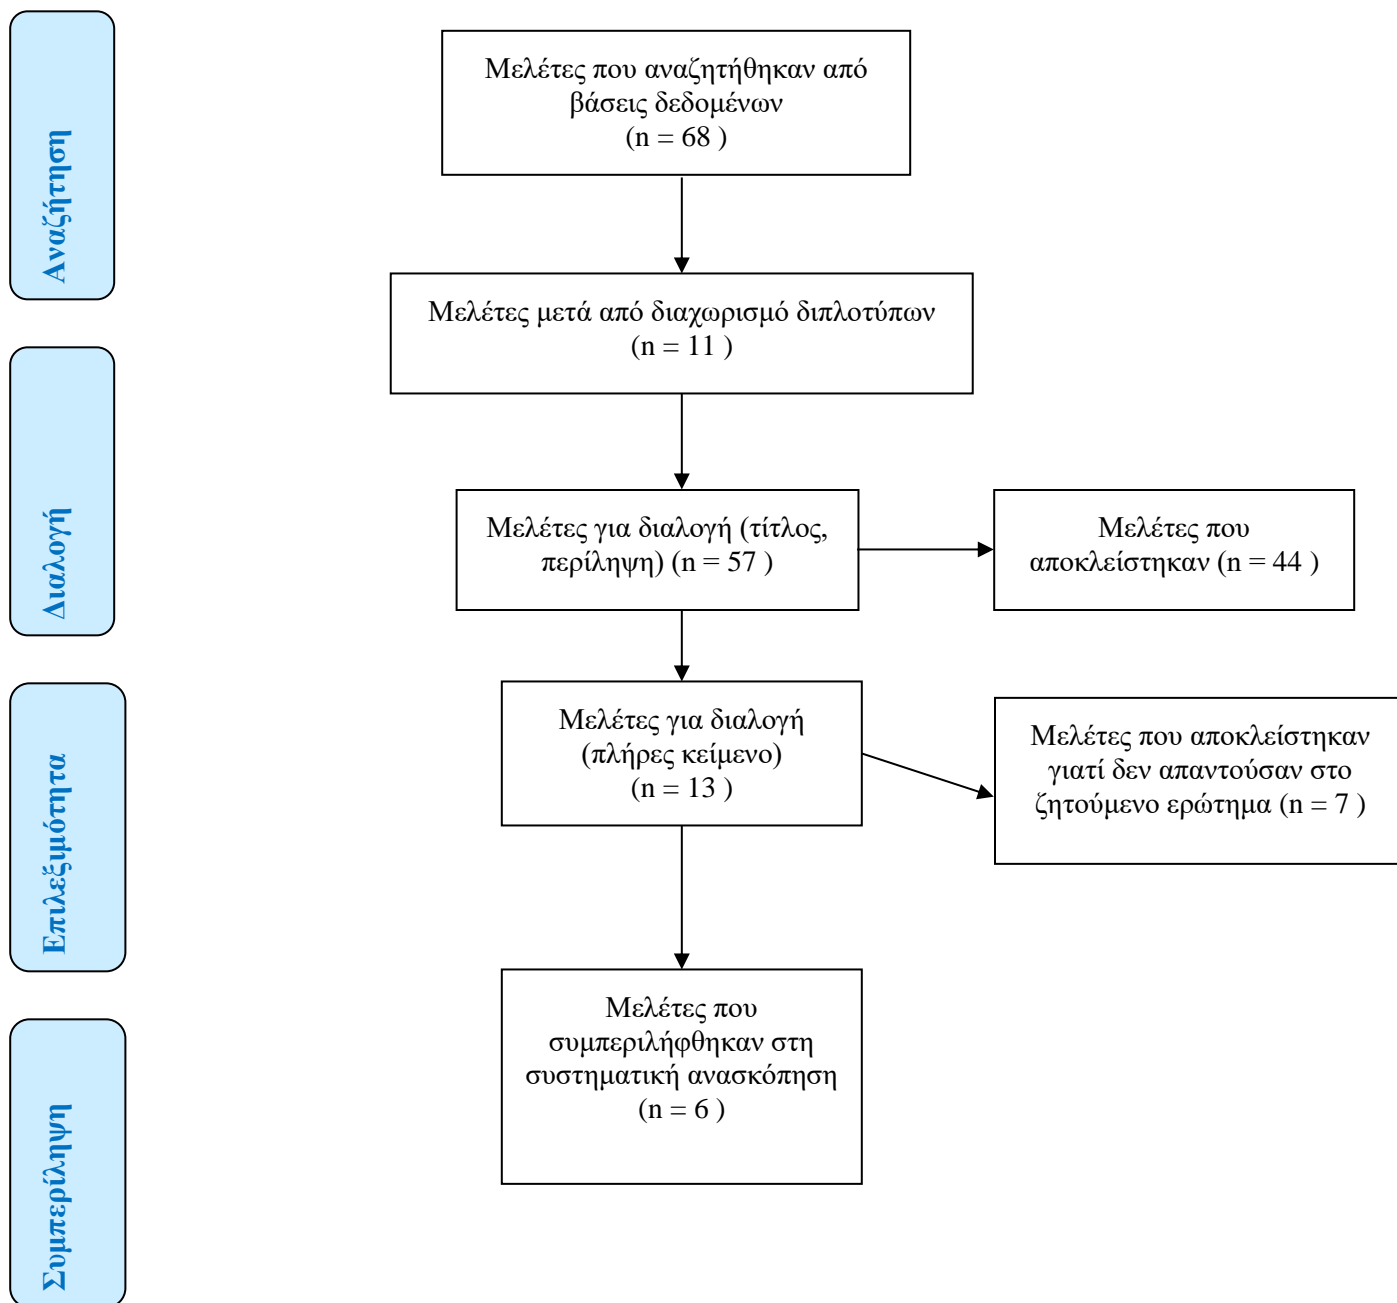 Αναζήτηση
Μελέτες που αναζητήθηκαν από
βάσεις δεδομένων
(n = 68 )
Μελέτες μετά από διαχωρισμό διπλοτύπων
(n = 11 )
Διαλογή
Μελέτες για διαλογή (τίτλος,
περίληψη) (n = 57 )
Μελέτες που
αποκλείστηκαν (n = 44 )
Επιλεξιμότητα
Μελέτες για διαλογή
(πλήρες κείμενο)
(n = 13 )
Μελέτες που αποκλείστηκαν
γιατί δεν απαντούσαν στο
ζητούμενο ερώτημα (n = 7 )
Συμπερίληψη
Μελέτες που
συμπεριλήφθηκαν στη
συστηματική ανασκόπηση
(n = 6 )